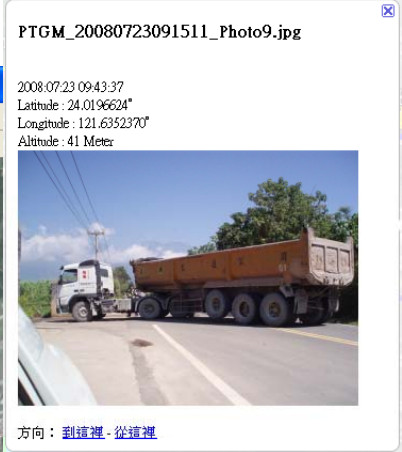 PTGM_20080723091511_Photo9.jpg
2008:07:23 09:43:37
Latitude : 24.0196624°
Longitude : 121.6352370°
Altitude : 41 Meter
方向： 到這裡 - 從這裡